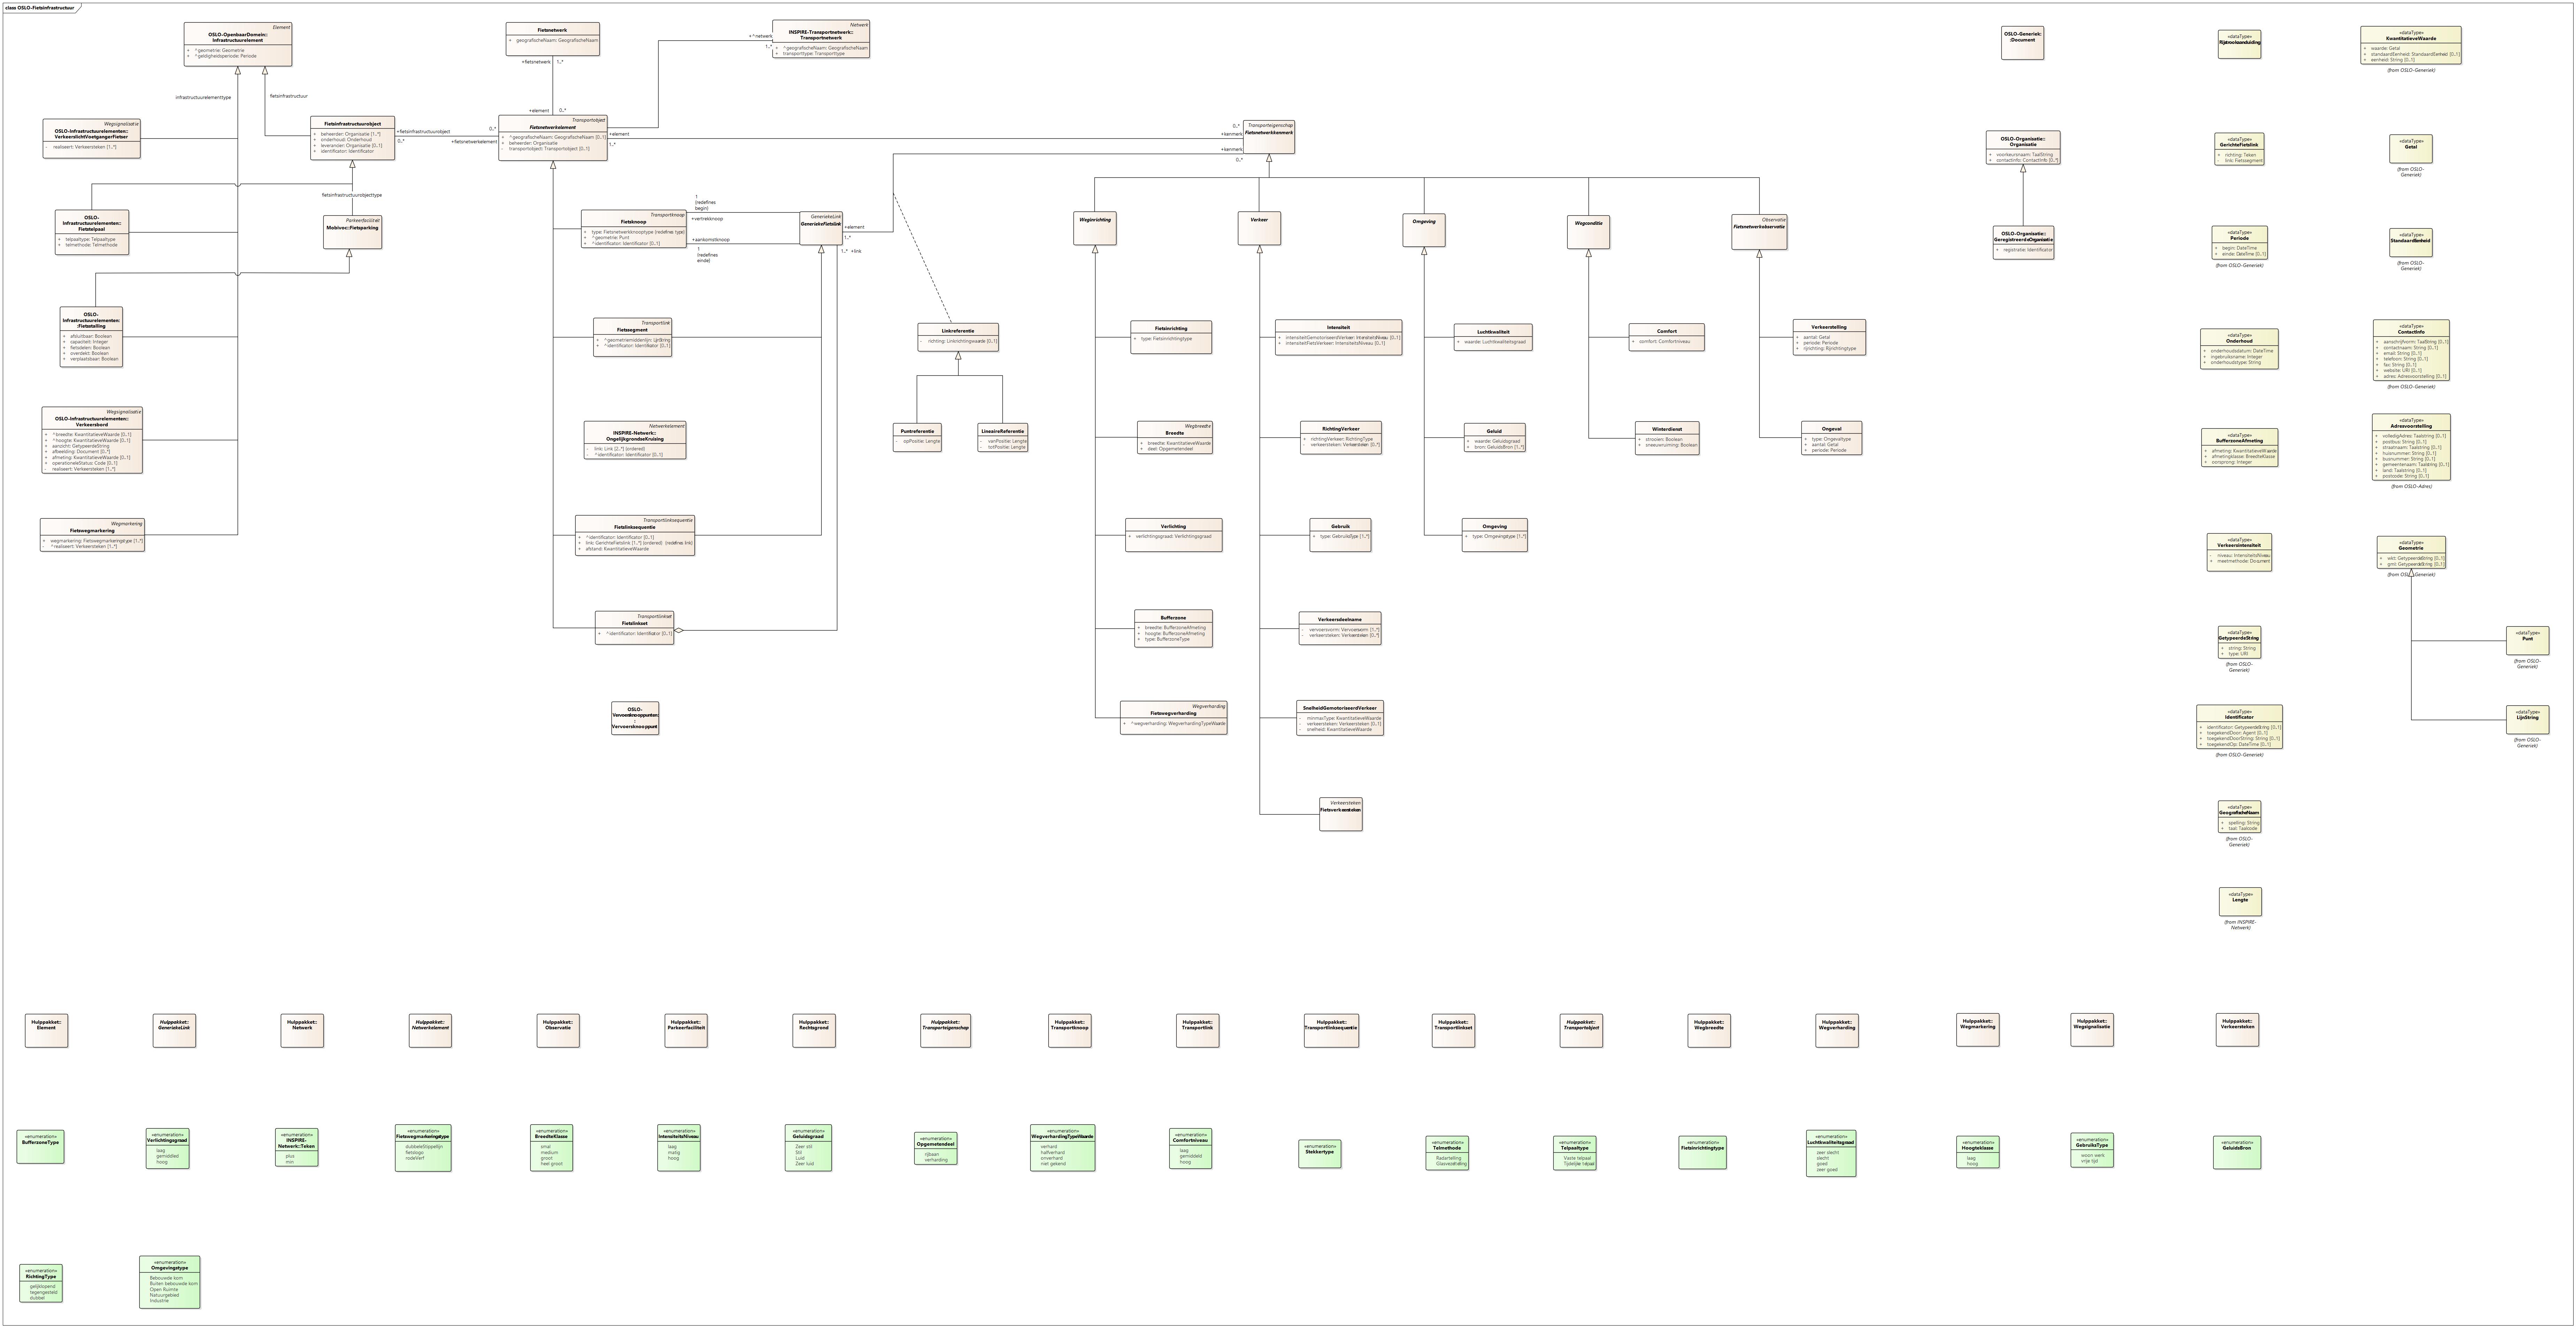 class OSLO-Fietsinfrastructuur
Element
OSLO-OpenbaarDomein::
Infrastructuurelement
+ ^geometrie: Geometrie
+ ^geldigheidsperiode: Periode
Fietsnetwerk
+ geografischeNaam: GeografischeNaam
Netwerk
INSPIRE-Transportnetwerk::
Transportnetwerk
+ ^geografischeNaam: GeografischeNaam
+ transporttype: Transporttype
+^netwerk
1..*
+fietsnetwerk 1..*
+element 0..*
infrastructuurelementtype
fietsinfrastructuur
Wegsignalisatie
OSLO-Infrastructuurelementen::
VerkeerslichtVoetgangerFietser
- realiseert: Verkeersteken [1..*]
Fietsinfrastructuurobject
+ beheerder: Organisatie [1..*]
+ onderhoud: Onderhoud
+ leverancier: Organisatie [0..1]
+ identificator: Identificator
+fietsinfrastructuurobject
0..*
0..*
+fietsnetwerkelement
Transportobject
Fietsnetwerkelement
+ ^geografischeNaam: GeografischeNaam [0..1]
+ beheerder: Organisatie
- transportobject: Transportobject [0..1]
+element
1..*
0..*
+kenmerk
+kenmerk
0..*
Transporteigenschap
Fietsnetwerkkenmerk
fietsinfrastructuurobjecttype
OSLO-
Infrastructuurelementen::
Fietstelpaal
+ telpaaltype: Telpaaltype
+ telmethode: Telmethode
Parkeerfaciliteit
Mobivoc::Fietsparking
Transportknoop
Fietsknoop
+ type: Fietsnetwerkknooptype {redefines type}
+ ^geometrie: Punt
+ ^identificator: Identificator [0..1]
1
{redefines
begin}
+vertrekknoop
+aankomstknoop
1
{redefines
einde}
GeneriekeLink
GeneriekeFietslink
+element
1..*
1..* +link
Weginrichting
Verkeer
Omgeving
Wegconditie
Observatie
Fietsnetwerkobservatie
OSLO-
Infrastructuurelementen:
:Fietsstalling
+ afsluitbaar: Boolean
+ capaciteit: Integer
+ fietsdelen: Boolean
+ overdekt: Boolean
+ verplaatsbaar: Boolean
Transportlink
Fietssegment
+ ^geometriemiddenlijn: LijnString
+ ^identificator: Identificator [0..1]
Linkreferentie
- richting: Linkrichtingwaarde [0..1]
Fietsinrichting
+ type: Fietsinrichtingtype
Intensiteit
+ intensiteitGemotoriseerdVerkeer: IntensiteitsNiveau [0..1]
+ intensiteitFietsVerkeer: IntensiteitsNiveau [0..1]
Luchtkwaliteit
+ waarde: Luchtkwaliteitsgraad
Comfort
+ comfort: Comfortniveau
Verkeerstelling
+ aantal: Getal
+ periode: Periode
+ rijrichting: Rijrichtingtype
Wegsignalisatie
OSLO-Infrastructuurelementen::
Verkeersbord
+ ^breedte: KwantitatieveWaarde [0..1]
+ ^hoogte: KwantitatieveWaarde [0..1]
+ aanzicht: GetypeerdeString
+ afbeelding: Document [0..*]
+ afmeting: KwantitatieveWaarde [0..1]
+ operationeleStatus: Code [0..1]
- realiseert: Verkeersteken [1..*]
Netwerkelement
INSPIRE-Netwerk::
OngelijkgrondseKruising
- link: Link [2..*] {ordered}
- ^identificator: Identificator [0..1]
Puntreferentie
- opPositie: Lengte
LineaireReferentie
- vanPositie: Lengte
- totPositie: Lengte
Wegbreedte
Breedte
+ breedte: KwantitatieveWaarde
+ deel: Opgemetendeel
RichtingVerkeer
+ richtingVerkeer: RichtingType
- verkeersteken: Verkeersteken [0..*]
Geluid
+ waarde: Geluidsgraad
+ bron: GeluidsBron [1..*]
Winterdienst
+ strooien: Boolean
+ sneeuwruiming: Boolean
Ongeval
+ type: Ongevaltype
+ aantal: Getal
+ periode: Periode
Wegmarkering
Fietswegmarkering
+ wegmarkering: Fietswegmarkeringstype [1..*]
- ^realiseert: Verkeersteken [1..*]
Transportlinksequentie
Fietslinksequentie
+ ^identificator: Identificator [0..1]
+ link: GerichteFietslink [1..*] {ordered} {redefines link}
+ afstand: KwantitatieveWaarde
Verlichting
+ verlichtingsgraad: Verlichtingsgraad
Gebruik
+ type: GebruiksType [1..*]
Omgeving
+ type: Omgevingstype [1..*]
Transportlinkset
Fietslinkset
+ ^identificator: Identificator [0..1]
Bufferzone
+ breedte: BufferzoneAfmeting
+ hoogte: BufferzoneAfmeting
+ type: BufferzoneType
Verkeersdeelname
- vervoersvorm: Vervoersvorm [1..*]
- verkeersteken: Verkeersteken [0..*]
OSLO-
Vervoersknooppunten:
:
Vervoersknooppunt
Wegverharding
Fietswegverharding
+ ^wegverharding: WegverhardingTypeWaarde
SnelheidGemotoriseerdVerkeer
- minmaxType: KwantitatieveWaarde
- verkeersteken: Verkeersteken [0..1]
- snelheid: KwantitatieveWaarde
Verkeersteken
Fietsverkeersteken
OSLO-Generiek:
:Document
OSLO-Organisatie::
Organisatie
+ voorkeursnaam: TaalString
+ contactinfo: ContactInfo [0..*]
OSLO-Organisatie::
GeregistreerdeOrganisatie
+ registratie: Identificator
«dataType»
Rijstrookaanduiding
«dataType»
KwantitatieveWaarde
+ waarde: Getal
+ standaardEenheid: StandaardEenheid [0..1]
+ eenheid: String [0..1]
(from OSLO-Generiek)
«dataType»
GerichteFietslink
+ richting: Teken
- link: Fietssegment
«dataType»
Getal
(from OSLO-
Generiek)
«dataType»
Periode
+ begin: DateTime
+ einde: DateTime [0..1]
(from OSLO-Generiek)
«dataType»
StandaardEenheid
(from OSLO-
Generiek)
«dataType»
Onderhoud
+ onderhoudsdatum: DateTime
+ ingebruikname: Integer
+ onderhoudstype: String
«dataType»
ContactInfo
+ aanschrijfvorm: TaalString [0..1]
+ contactnaam: String [0..1]
+ email: String [0..1]
+ telefoon: String [0..1]
+ fax: String [0..1]
+ website: URI [0..1]
+ adres: Adresvoorstelling [0..1]
(from OSLO-Generiek)
«dataType»
BufferzoneAfmeting
+ afmeting: KwantitatieveWaarde
+ afmetingklasse: BreedteKlasse
+ oorsprong: Integer
«dataType»
Adresvoorstelling
+ volledigAdres: Taalstring [0..1]
+ postbus: String [0..1]
+ straatnaam: Taalstring [0..1]
+ huisnummer: String [0..1]
+ busnummer: String [0..1]
+ gemeentenaam: Taalstring [0..1]
+ land: Taalstring [0..1]
+ postcode: String [0..1]
(from OSLO-Adres)
«dataType»
Verkeersintensiteit
- niveau: IntensiteitsNiveau
+ meetmethode: Document
«dataType»
Geometrie
+ wkt: GetypeerdeString [0..1]
+ gml: GetypeerdeString [0..1]
(from OSLO-Generiek)
«dataType»
GetypeerdeString
+ string: String
+ type: URI
(from OSLO-
Generiek)
«dataType»
Punt
(from OSLO-
Generiek)
«dataType»
Identificator
+ identificator: GetypeerdeString [0..1]
+ toegekendDoor: Agent [0..1]
+ toegekendDoorString: String [0..1]
+ toegekendOp: DateTime [0..1]
(from OSLO-Generiek)
«dataType»
LijnString
(from OSLO-
Generiek)
«dataType»
GeografischeNaam
+ spelling: String
+ taal: Taalcode
(from OSLO-
Generiek)
«dataType»
Lengte
(from INSPIRE-
Netwerk)
Hulppakket::
Element
Hulppakket::
GeneriekeLink
Hulppakket::
Netwerk
Hulppakket::
Netwerkelement
Hulppakket::
Observatie
Hulppakket::
Parkeerfaciliteit
Hulppakket::
Rechtsgrond
Hulppakket::
Transporteigenschap
Hulppakket::
Transportknoop
Hulppakket::
Transportlink
Hulppakket::
Transportlinksequentie
Hulppakket::
Transportlinkset
Hulppakket::
Transportobject
Hulppakket::
Wegbreedte
Hulppakket::
Wegverharding
Hulppakket::
Wegmarkering
Hulppakket::
Wegsignalisatie
Hulppakket::
Verkeersteken
«enumeration»
BufferzoneType
«enumeration»
Verlichtingsgraad
laag
gemiddled
hoog
«enumeration»
INSPIRE-
Netwerk::Teken
plus
min
«enumeration»
Fietswegmarkeringstype
dubbeleStippellijn
fietslogo
rodeVerf
«enumeration»
BreedteKlasse
smal
medium
groot
heel groot
«enumeration»
IntensiteitsNiveau
laag
matig
hoog
«enumeration»
Geluidsgraad
Zeer stil
Stil
Luid
Zeer luid
«enumeration»
Opgemetendeel
rijbaan
verharding
«enumeration»
WegverhardingTypeWaarde
verhard
halfverhard
onverhard
niet gekend
«enumeration»
Comfortniveau
laag
gemiddeld
hoog
«enumeration»
Stekkertype
«enumeration»
Telmethode
Radartelling
Glasvezeltelling
«enumeration»
Telpaaltype
Vaste telpaal
Tijdelijke telpaal
«enumeration»
Fietsinrichtingtype
«enumeration»
Luchtkwaliteitsgraad
zeer slecht
slecht
goed
zeer goed
«enumeration»
Hoogteklasse
laag
hoog
«enumeration»
GebruiksType
woon werk
vrije tijd
«enumeration»
GeluidsBron
«enumeration»
RichtingType
gelijklopend
tegengesteld
dubbel
«enumeration»
Omgevingstype
Bebouwde kom
Buiten bebouwde kom
Open Ruimte
Natuurgebied
Industrie